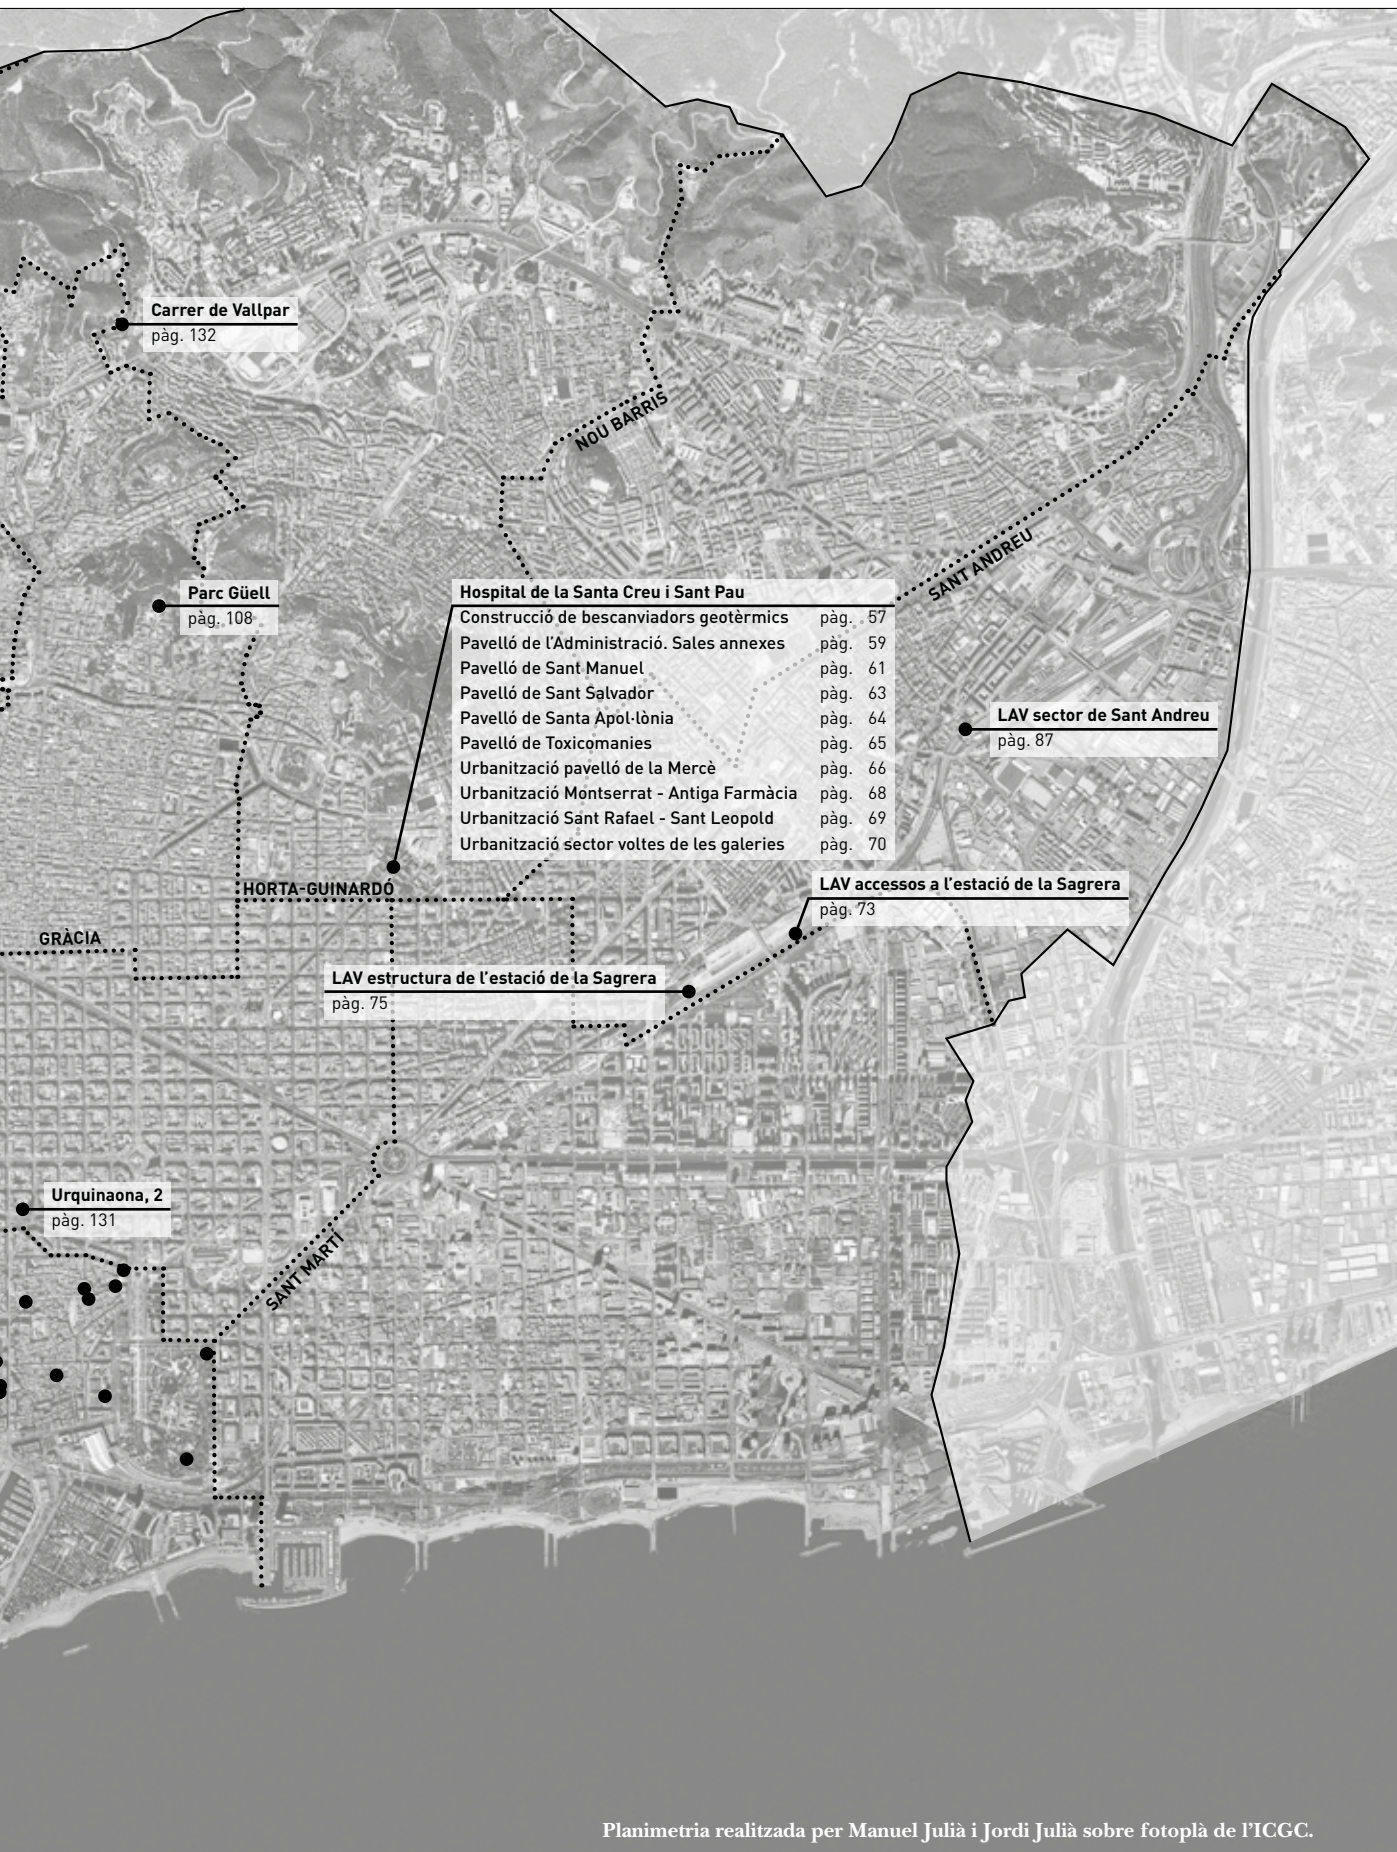 Carrer de Vallpar
pàg. 132
NOU BARRIS
SANT ANDREU
Parc Güell
pàg. 108
Hospital de la Santa Creu i Sant Pau
Construcció de bescanviadors geotèrmics pàg. 57
Pavelló de l'Administració. Sales annexes pàg. 59
Pavelló de Sant Manuel pàg. 61
Pavelló de Sant Salvador pàg. 63
Pavelló de Santa Apol·lònia pàg. 64
Pavelló de Toxicomanies pàg. 65
Urbanització pavelló de la Mercè pàg. 66
Urbanització Montserrat - Antiga Farmàcia pàg. 68
Urbanització Sant Rafael - Sant Leopold pàg. 69
Urbanització sector voltes de les galeries pàg. 70
LAV sector de Sant Andreu
pàg. 87
HORTA-GUINARDÓ
LAV accessos a l'estació de la Sagrera
pàg. 73
GRÀCIA
LAV estructura de l'estació de la Sagrera
pàg. 75
Urquinaona, 2
pàg. 131
SANT MARTÍ
Planimetria realitzada per Manuel Julià i Jordi Julià sobre fotoplà de l'ICGC.